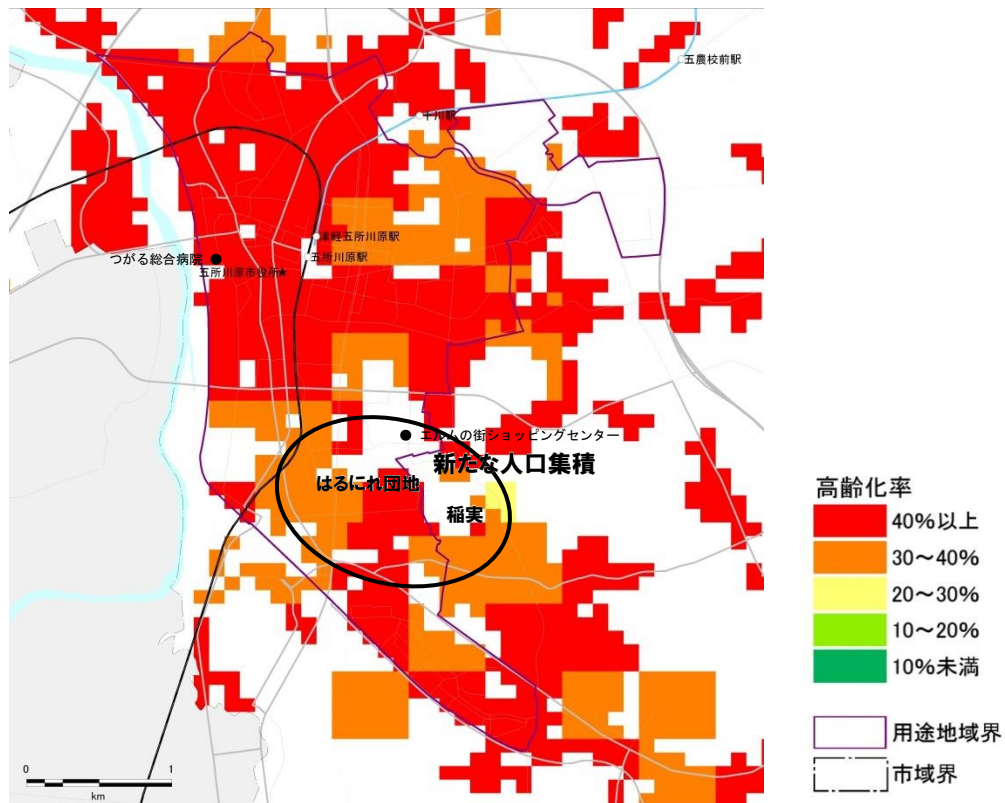 五農校前駅
十川駅
津軽五所川原駅
つがる総合病院
五所川原駅
五所川原市役所★
エルムの街ショッピングセンター
新たな人口集積
はるにれ団地
稲実
高齢化率
40%以上
30～40%
20～30%
10～20%
10%未満
用途地域界
市域界
0 1
km